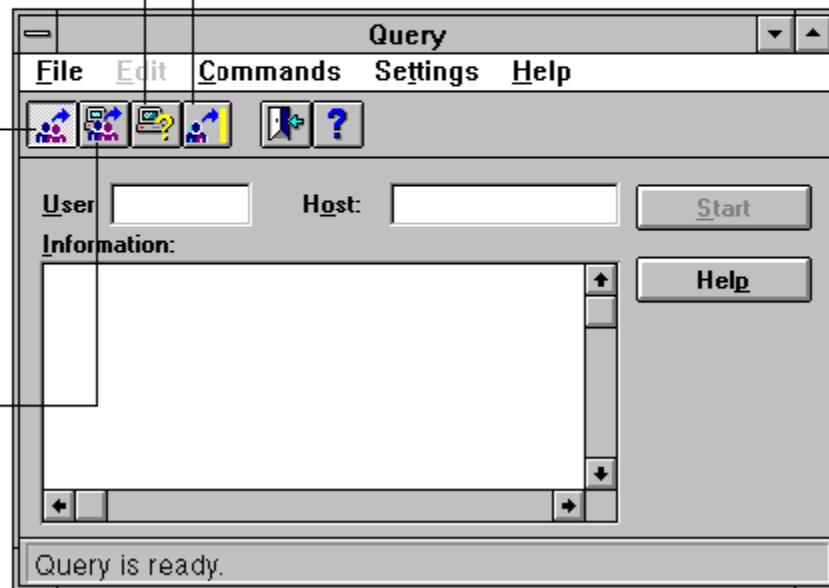 Query
File Edit Commands Settings Help
?
User Host: Start
Information:
Help
Query is ready.